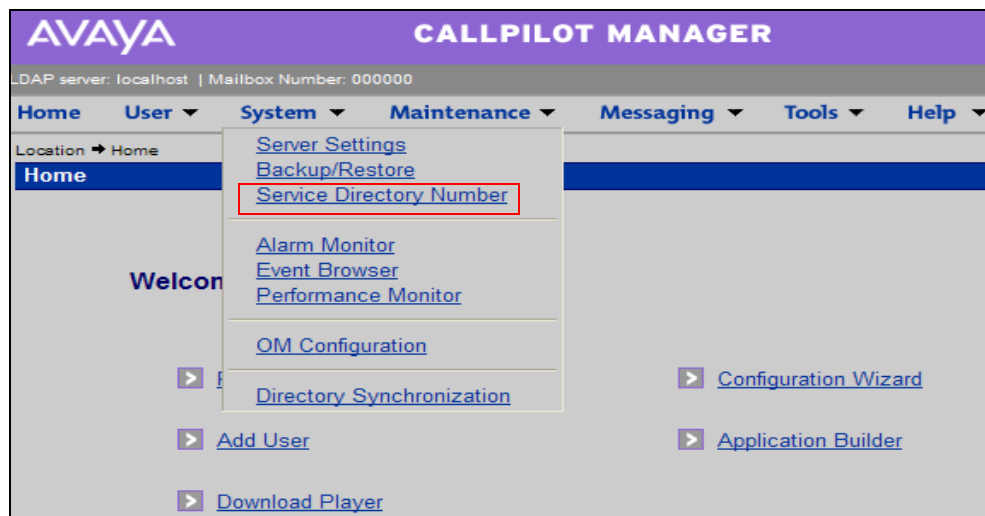 AVAYA CALLPILOT MANAGER
LDAP server: localhost | Mailbox Number: 000000
Home User System Maintenance Messaging Tools Help
Location Home
Home
Server Settings
Backup/Restore
Service Directory Number
Alarm Monitor
Event Browser
Performance Monitor
OM Configuration
Directory Synchronization
Configuration Wizard
Add User
Application Builder
Download Player